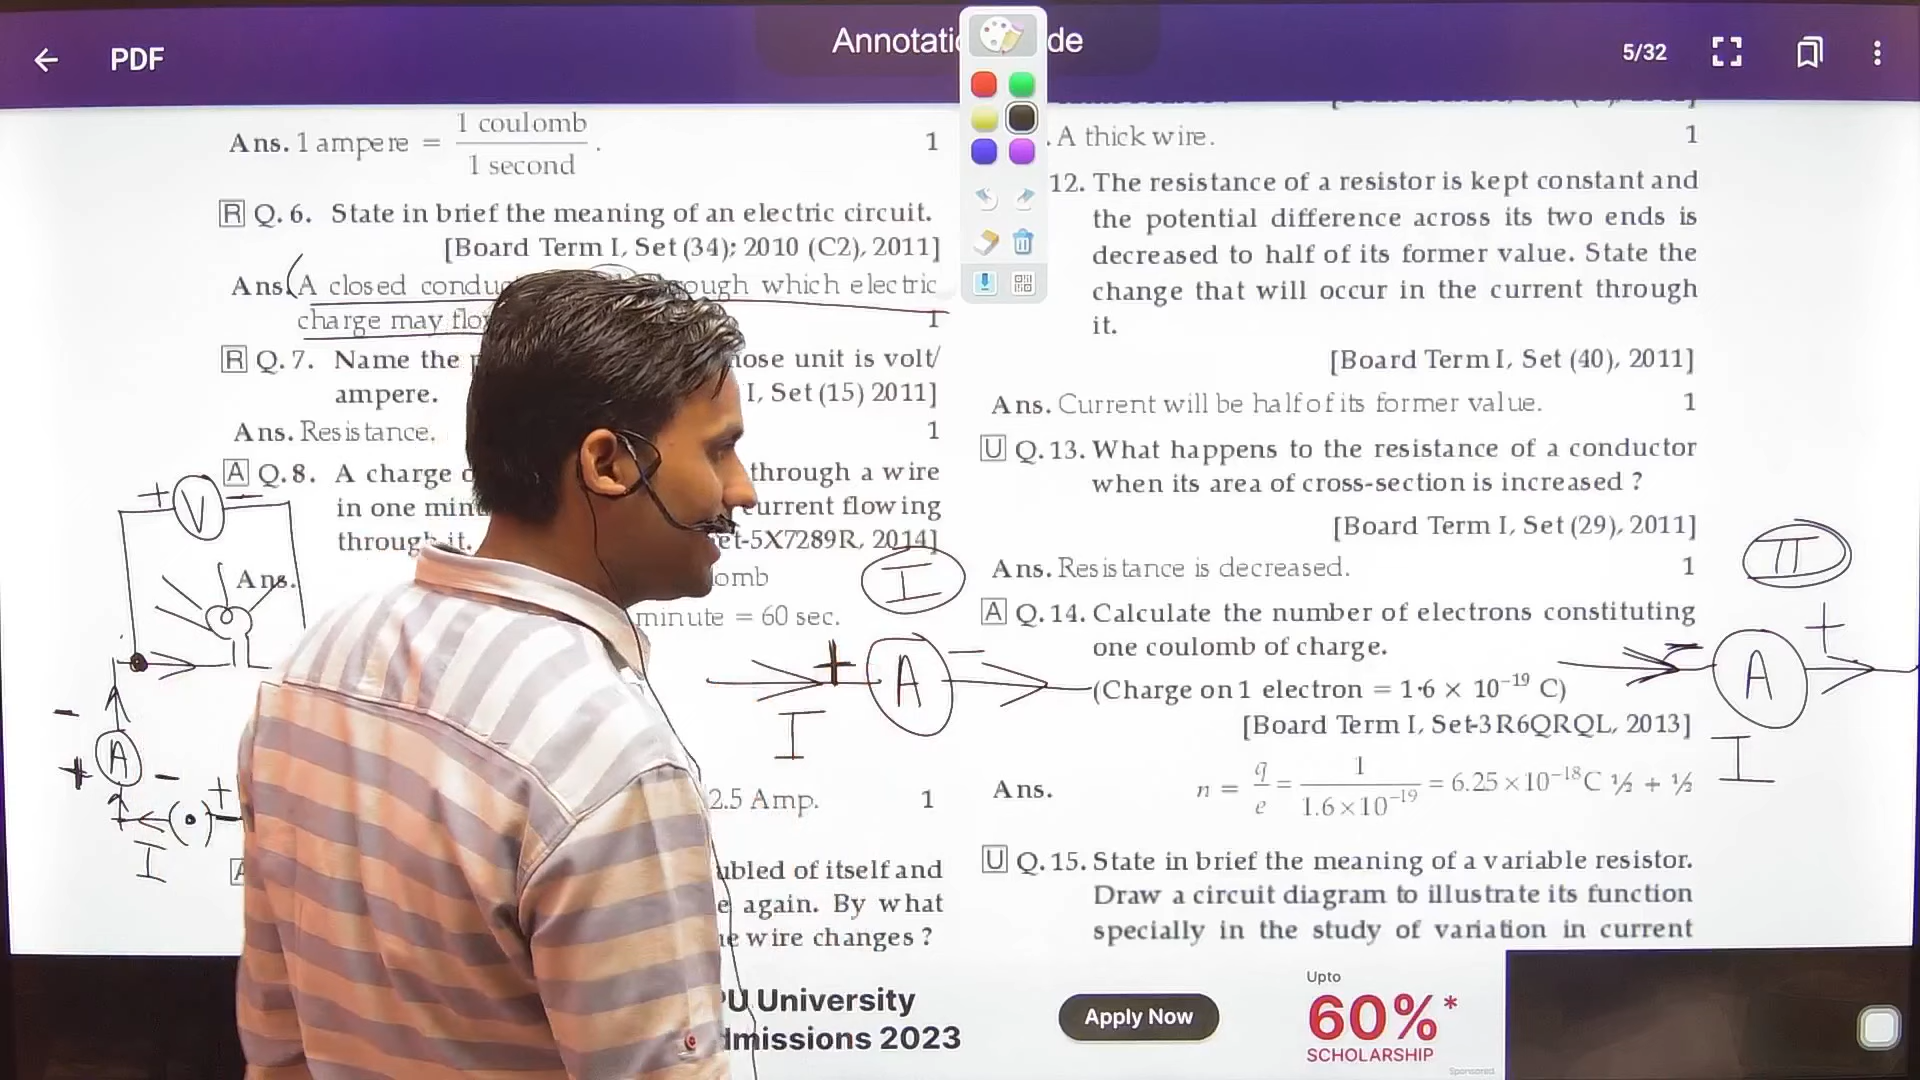 PDF
Annotati de
5/32
Ans. 1 ampere = 1 coulomb / 1 second . 1
R Q. 6. State in brief the meaning of an electric circuit.
[Board Term I, Set (34); 2010 (C2), 2011]
Ans. A closed condu ough which electric
charge may flo 1
R Q. 7. Name the p hose unit is volt/
ampere. I, Set (15) 2011]
Ans. Resistance. 1
A Q. 8. A charge o through a wire
in one min current flowing
through it. et-5X7289R, 2014]
Ans. lomb
minute = 60 sec.
2.5 Amp. 1
A ubled of itself and
e again. By what
he wire changes ?
+ V −
− A + −
+
I
I
+ A −
I
. A thick wire. 1
12. The resistance of a resistor is kept constant and
the potential difference across its two ends is
decreased to half of its former value. State the
change that will occur in the current through
it.
[Board Term I, Set (40), 2011]
Ans. Current will be half of its former value. 1
U Q. 13. What happens to the resistance of a conductor
when its area of cross-section is increased ?
[Board Term I, Set (29), 2011]
Ans. Resistance is decreased. 1
A Q. 14. Calculate the number of electrons constituting
one coulomb of charge.
(Charge on 1 electron = 1·6 × 10⁻¹⁹ C)
[Board Term I, Set-3R6QRQL, 2013]
Ans. n = q/e = 1/1.6×10⁻¹⁹ = 6.25×10⁻¹⁸C ½ + ½
U Q. 15. State in brief the meaning of a variable resistor.
Draw a circuit diagram to illustrate its function
specially in the study of variation in current
II
− A +
I
U University
dmissions 2023
Apply Now
Upto
60%*
SCHOLARSHIP
Sponsored